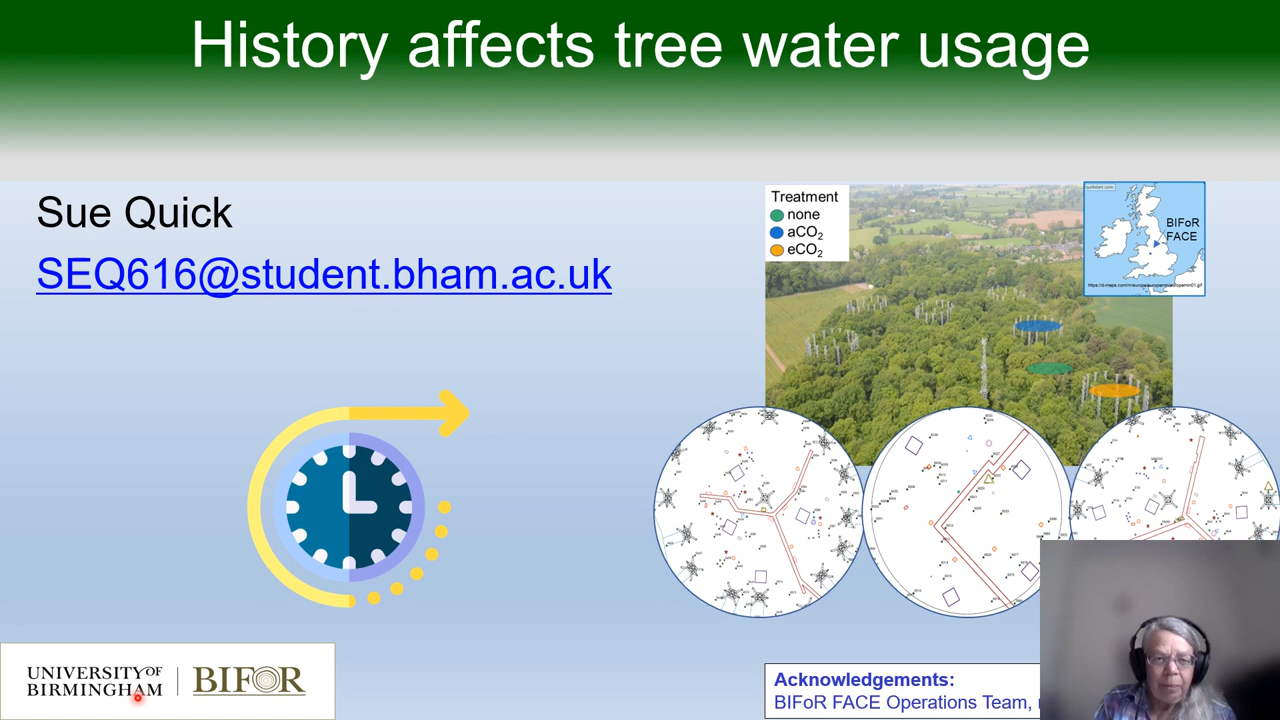 History affects tree water usage
Sue Quick
SEQ616@student.bham.ac.uk
Treatment
none
aCO₂
eCO₂
BIFoR
FACE
UNIVERSITY OF
BIRMINGHAM
BIFOR
Acknowledgements:
BIFoR FACE Operations Team,